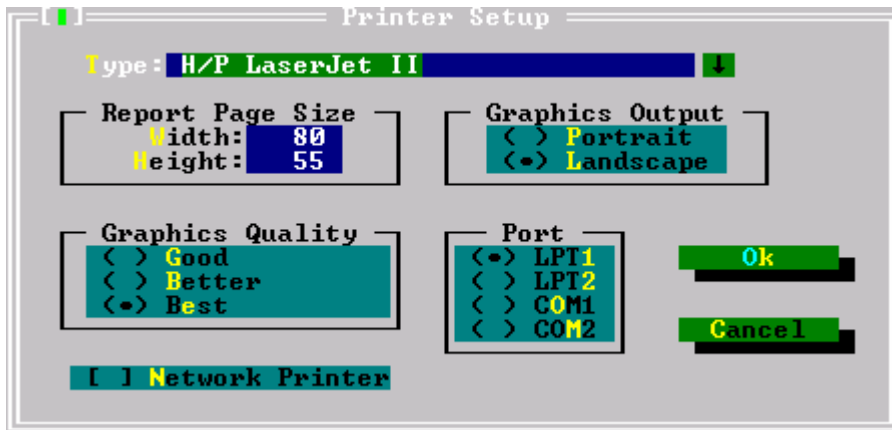 [ ] Printer Setup
Type: H/P LaserJet II ↓
Report Page Size
Width: 80
Height: 55
Graphics Output
( ) Portrait
(•) Landscape
Graphics Quality
( ) Good
( ) Better
(•) Best
Port
(•) LPT1
( ) LPT2
( ) COM1
( ) COM2
Ok
Cancel
[ ] Network Printer